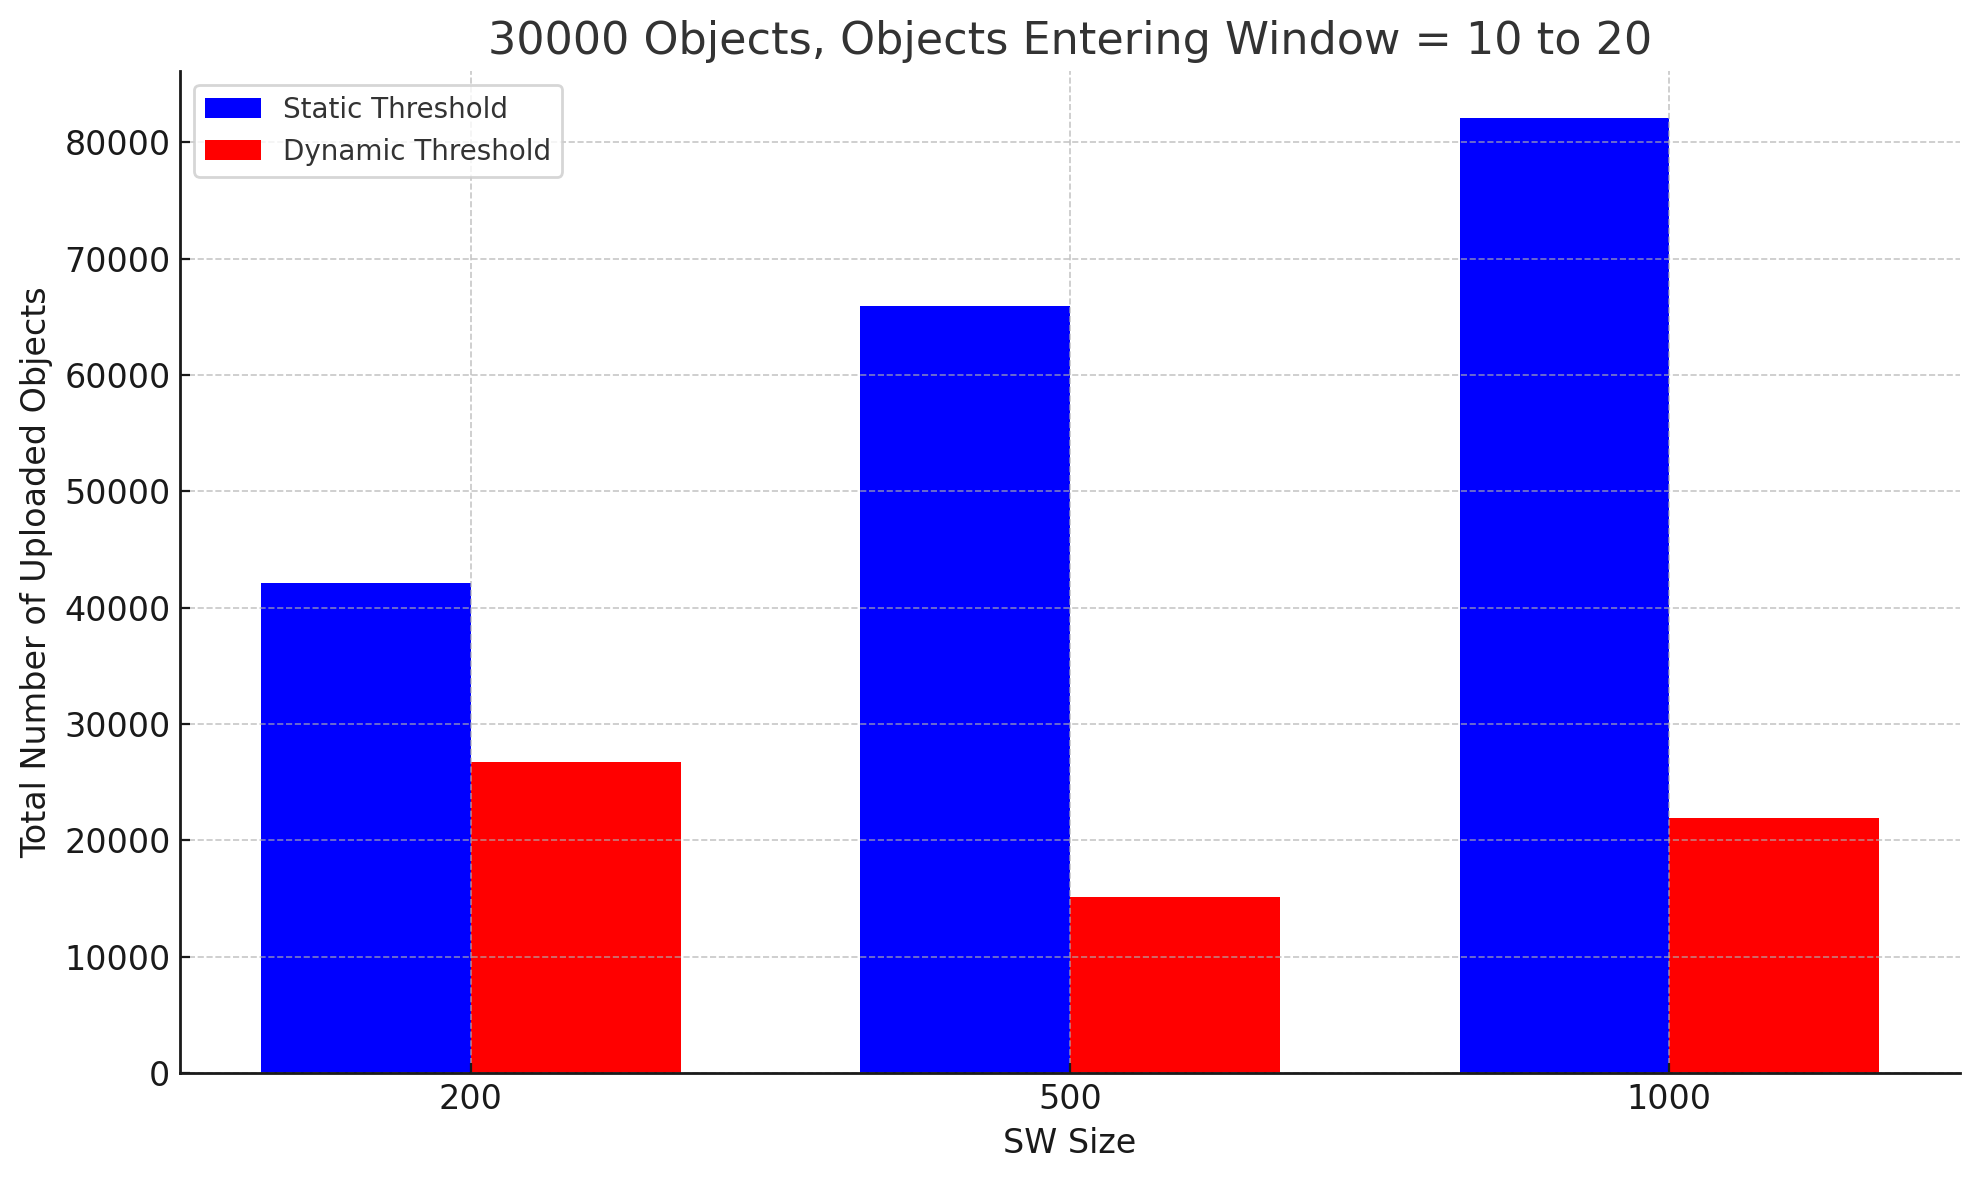 30000 Objects, Objects Entering Window = 10 to 20
Static Threshold
Dynamic Threshold
Total Number of Uploaded Objects
80000
70000
60000
50000
40000
30000
20000
10000
0
200 500 1000
SW Size